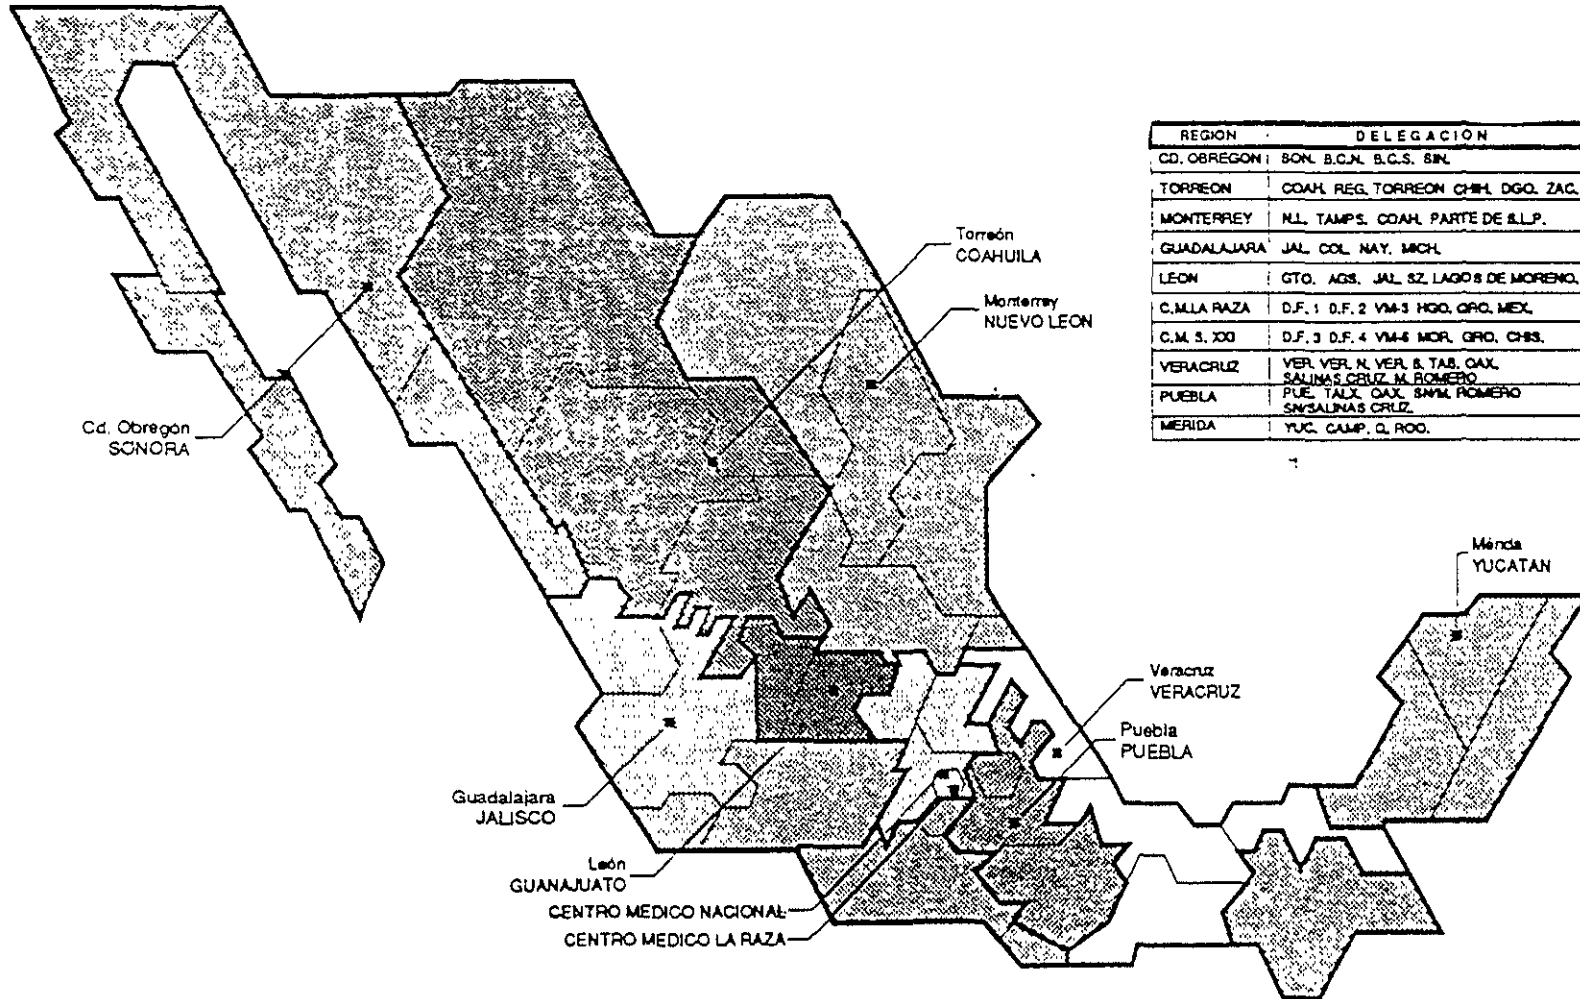 REGION DELEGACIÓN
CD. OBREGON SON. B.C.N. B.C.S. SIN.
TORREON COAH. REG. TORREON CHIH. DGO. ZAC.
MONTERREY N.L. TAMPS. COAH. PARTE DE S.L.P.
GUADALAJARA JAL. COL. NAY. MICH.
LEON GTO. AGS. JAL. SZ. LAGOS DE MORENO.
C.M.LA RAZA D.F. 1 D.F. 2 VM-3 HGO. QRO. MEX.
C.M. S. XXI D.F. 3 D.F. 4 VM-6 MOR. GRO. CHIS.
VERACRUZ VER. VER. N. VER. S. TAB. OAX.
SALINAS CRUZ. M. ROMERO
PUEBLA PUE. TALX. OAX. SN/M. ROMERO
SN/SALINAS CRUZ.
MERIDA YUC. CAMP. Q. ROO.
Torreón
COAHUILA
Monterrey
NUEVO LEON
Cd. Obregon
SONORA
Mérida
YUCATAN
Veracruz
VERACRUZ
Puebla
PUEBLA
Guadalajara
JALISCO
León
GUANAJUATO
CENTRO MEDICO NACIONAL
CENTRO MEDICO LA RAZA